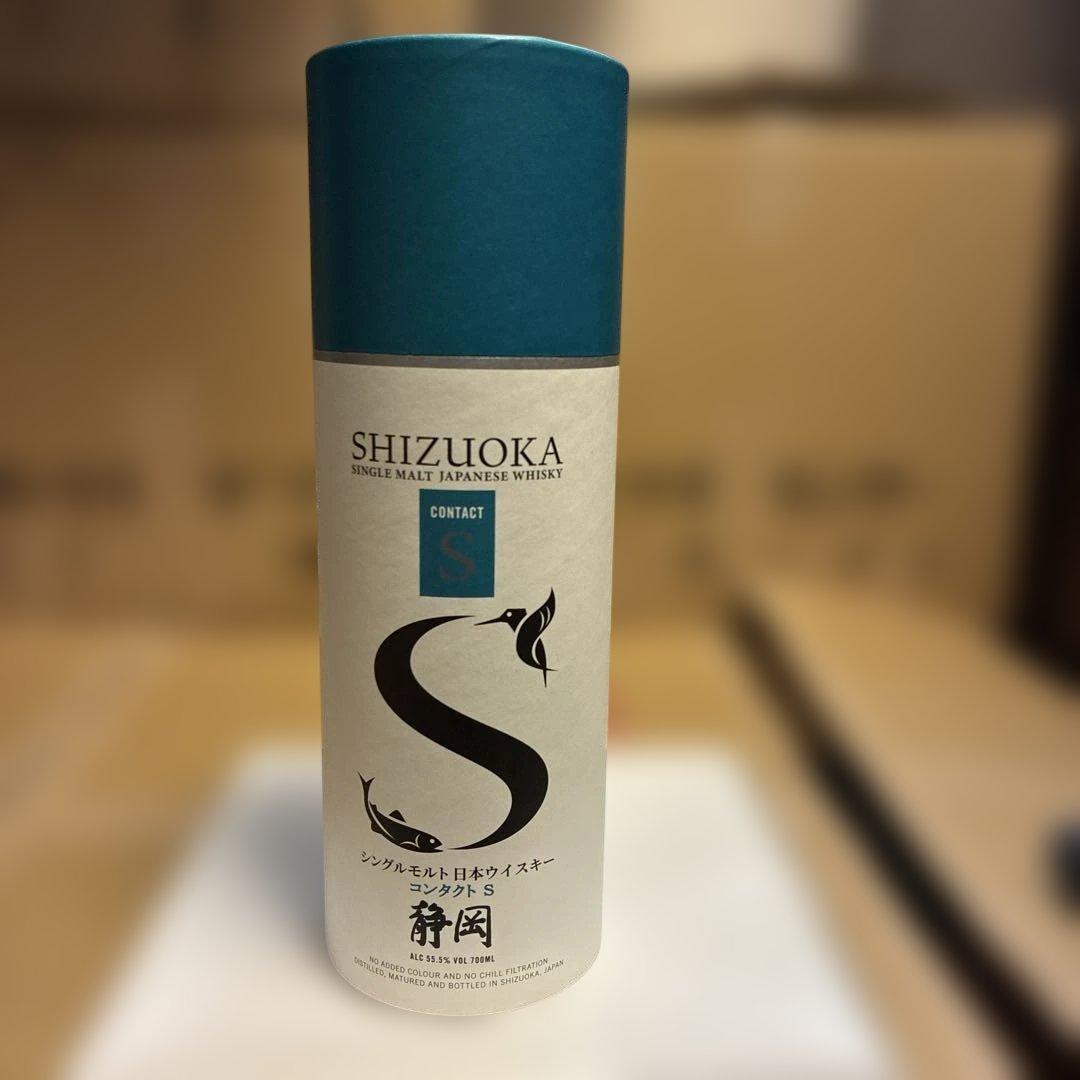 SHIZUOKA
SINGLE MALT JAPANESE WHISKY
CONTACT
S
S
シングルモルト 日本ウイスキー
コンタクト S
静岡
ALC 55.5% VOL 700ML
NO ADDED COLOUR AND NO CHILL FILTRATION
DISTILLED, MATURED AND BOTTLED IN SHIZUOKA, JAPAN